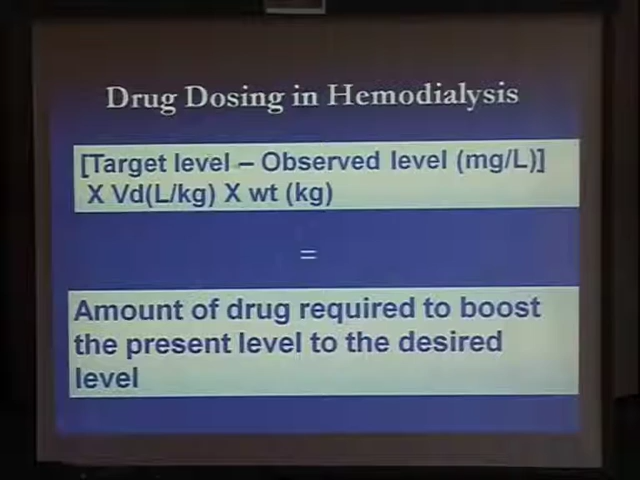 Drug Dosing in Hemodialysis
[Target level – Observed level (mg/L)]
X Vd(L/kg) X wt (kg)
=
Amount of drug required to boost
the present level to the desired
level